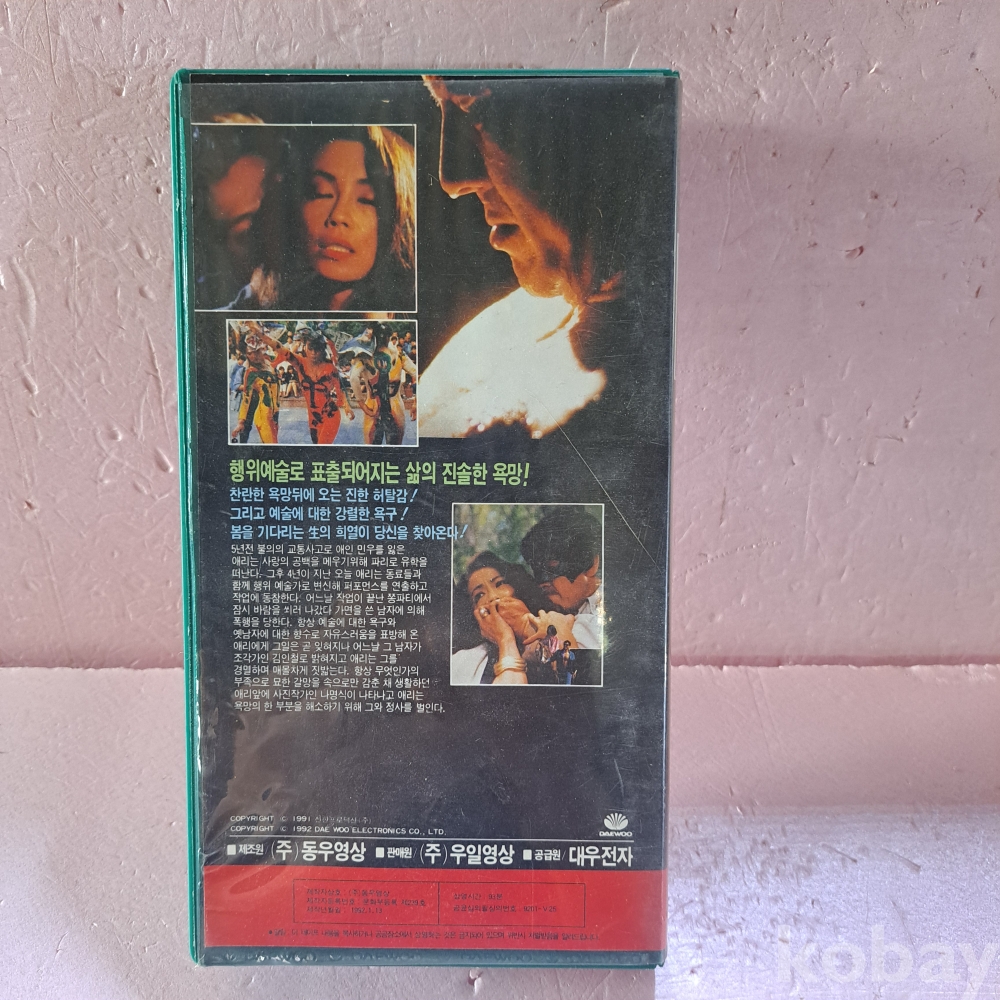 행위예술로 표출되어지는 삶의 진솔한 욕망!
찬란한 욕망뒤에 오는 진한 허탈감!
그리고 예술에 대한 강렬한 욕구!
봄을 기다리는 生의 희열이 당신을 찾아온다!
5년전 불의의 교통사고로 애인 민우를 잃은
애리는 사랑의 공백을 메우기위해 파리로 유학을
떠난다. 그후 4년이 지난 오늘 애리는 동료들과
함께 행위 예술가로 변신해 퍼포먼스를 연출하고
작업에 동참한다. 어느날 작업이 끝난 쫑파티에서
잠시 바람을 쐬러 나갔다 가면을 쓴 남자에 의해
폭행을 당한다. 항상 예술에 대한 욕구와
옛남자에 대한 향수로 자유스러움을 표방해 온
애리에게 그일은 곧 잊혀지나 어느날 그 남자가
조각가인 김인철로 밝혀지고 애리는 그를
경멸하며 매몰차게 짓밟는다. 항상 무엇인가의
부족으로 묘한 갈망을 속으로만 감춘 채 생활하던
애리앞에 사진작가인 나명식이 나타나고 애리는
욕망의 한 부분을 해소하기 위해 그와 정사를 벌인다.
COPYRIGHT ⓒ 1991 (주)
COPYRIGHT ⓒ 1992 DAE WOO ELECTRONICS CO., LTD.
DAEWOO
■ 제조원 / (주) 동우영상 ■ 판매원 / (주) 우일영상 ■ 공급원 / 대우전자
kobay